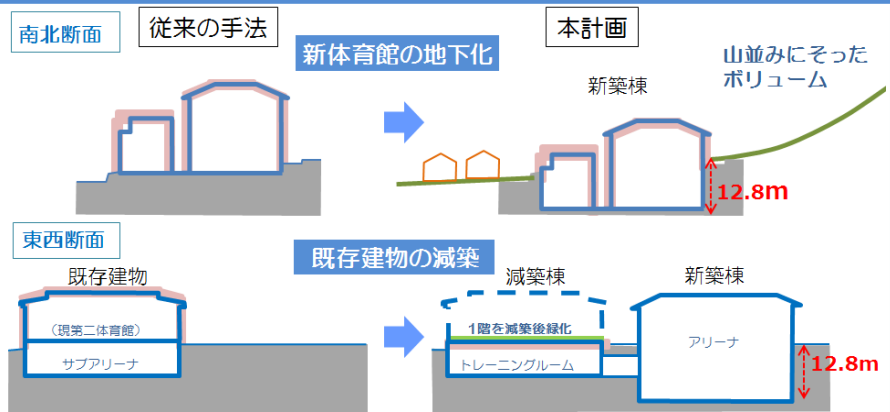 南北断面
従来の手法
新体育館の地下化
本計画
山並みにそった
ボリューム
新築棟
12.8m
東西断面
既存建物の減築
既存建物
(現第二体育館)
サブアリーナ
減築棟
新築棟
1階を減築後緑化
トレーニングルーム
アリーナ
12.8m